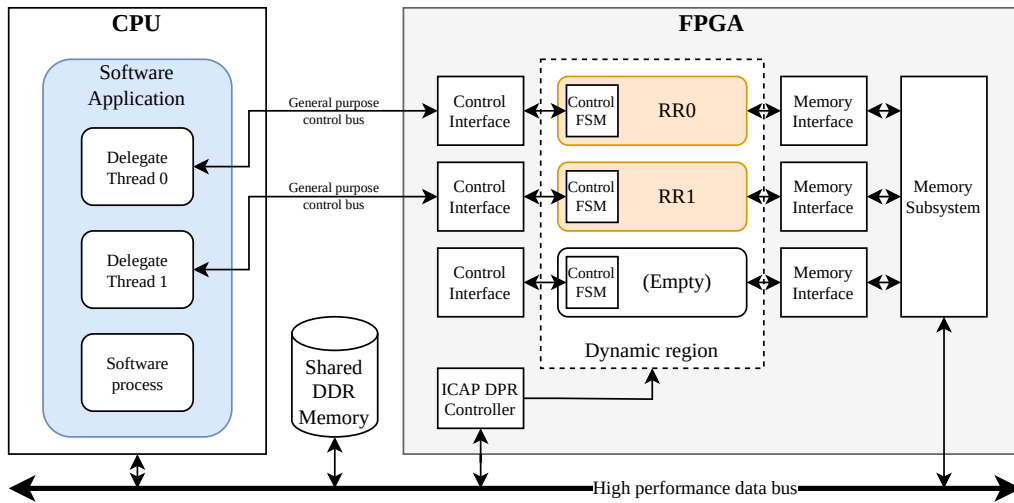 CPU
FPGA
Software
Application
Delegate
Thread 0
Delegate
Thread 1
Software
process
General purpose
control bus
General purpose
control bus
Shared
DDR
Memory
Control
Interface
Control
FSM
RR0
Memory
Interface
Control
Interface
Control
FSM
RR1
Memory
Interface
Control
Interface
Control
FSM
(Empty)
Memory
Interface
Memory
Subsystem
Dynamic region
ICAP DPR
Controller
High performance data bus